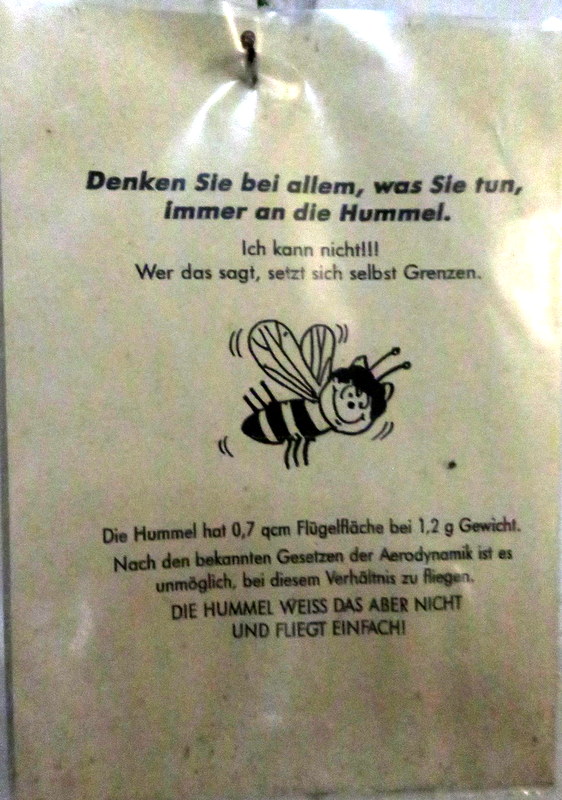 Denken Sie bei allem, was Sie tun,
immer an die Hummel.
Ich kann nicht!!!
Wer das sagt, setzt sich selbst Grenzen.
Die Hummel hat 0,7 qcm Flügelfläche bei 1,2 g Gewicht.
Nach den bekannten Gesetzen der Aerodynamik ist es
unmöglich, bei diesem Verhältnis zu fliegen.
DIE HUMMEL WEISS DAS ABER NICHT
UND FLIEGT EINFACH!